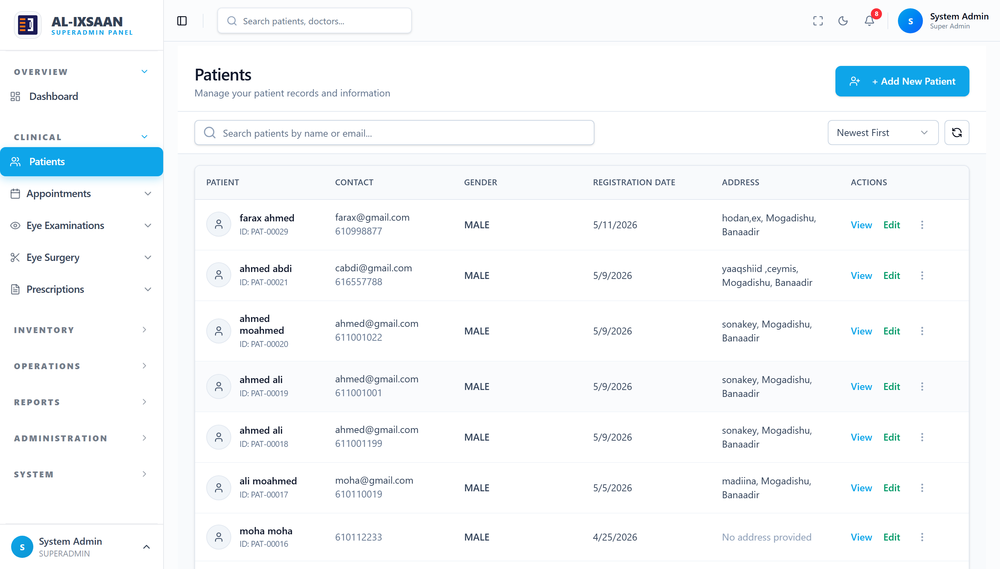 AL-IXSAAN
SUPERADMIN PANEL
Search patients, doctors...
8
S
System Admin
Super Admin
OVERVIEW
Dashboard
CLINICAL
Patients
Appointments
Eye Examinations
Eye Surgery
Prescriptions
INVENTORY
OPERATIONS
REPORTS
ADMINISTRATION
SYSTEM
S
System Admin
SUPERADMIN
Patients
Manage your patient records and information
+ Add New Patient
Search patients by name or email...
Newest First
PATIENT CONTACT GENDER REGISTRATION DATE ADDRESS ACTIONS
farax ahmed
ID: PAT-00029
farax@gmail.com
610998877
MALE
5/11/2026
hodan,ex, Mogadishu,
Banaadir
View Edit
ahmed abdi
ID: PAT-00021
cabdi@gmail.com
616557788
MALE
5/9/2026
yaaqshiid ,ceymis,
Mogadishu, Banaadir
View Edit
ahmed
moahmed
ID: PAT-00020
ahmed@gmail.com
611001022
MALE
5/9/2026
sonakey, Mogadishu,
Banaadir
View Edit
ahmed ali
ID: PAT-00019
ahmed@gmail.com
611001001
MALE
5/9/2026
sonakey, Mogadishu,
Banaadir
View Edit
ahmed ali
ID: PAT-00018
ahmed@gmail.com
611001199
MALE
5/9/2026
sonakey, Mogadishu,
Banaadir
View Edit
ali moahmed
ID: PAT-00017
moha@gmail.com
610110019
MALE
5/5/2026
madiina, Mogadishu,
Banaadir
View Edit
moha moha
ID: PAT-00016
610112233
MALE
4/25/2026
No address provided
View Edit